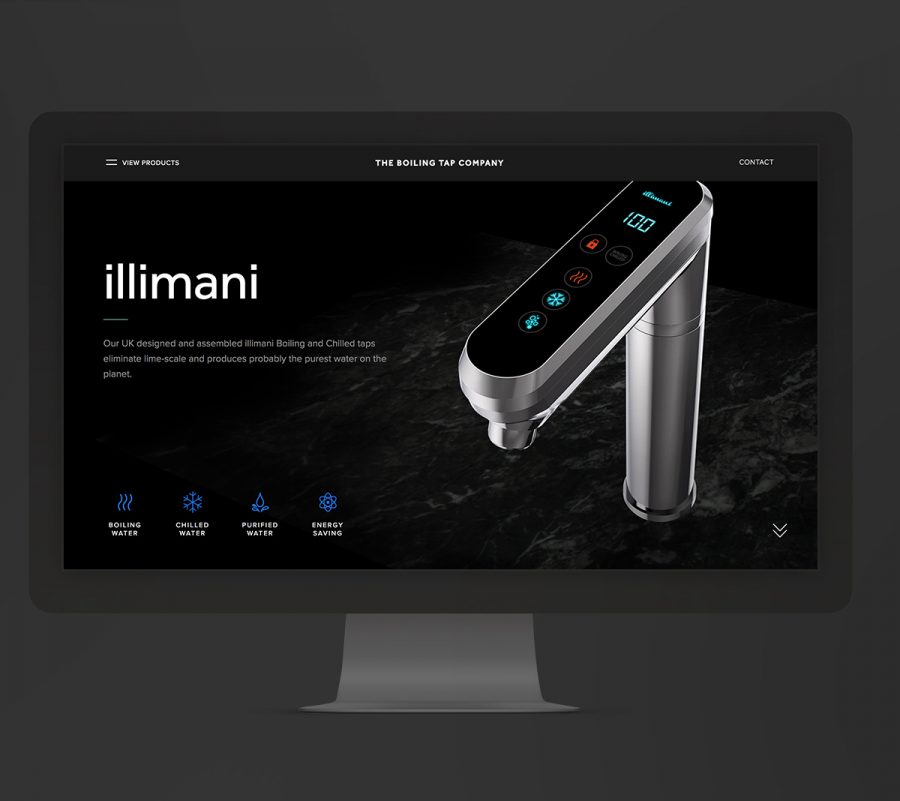 VIEW PRODUCTS
THE BOILING TAP COMPANY
CONTACT
illimani
100
illimani
Our UK designed and assembled illimani Boiling and Chilled taps
eliminate lime-scale and produces probably the purest water on the
planet.
BOILING
WATER
CHILLED
WATER
PURIFIED
WATER
ENERGY
SAVING